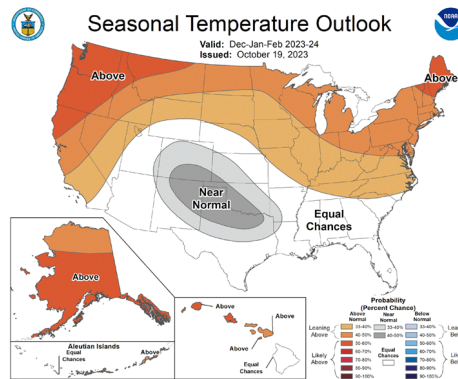 Seasonal Temperature Outlook
NOAA
Valid: Dec-Jan-Feb 2023-24
Issued: October 19, 2023
Above
Above
Near
Normal
Equal
Chances
Above
Aleutian Islands
Equal
Chances
Above
Above
Above
Above
Equal
Chances
Probability
(Percent Chance)
Above
Normal
Near
Normal
Below
Normal
Leaning
Above
Likely
Above
33-40%
40-50%
50-60%
60-70%
70-80%
80-90%
90-100%
33-40%
40-50%
Equal
Chances
33-40%
40-50%
50-60%
60-70%
70-80%
80-90%
90-100%